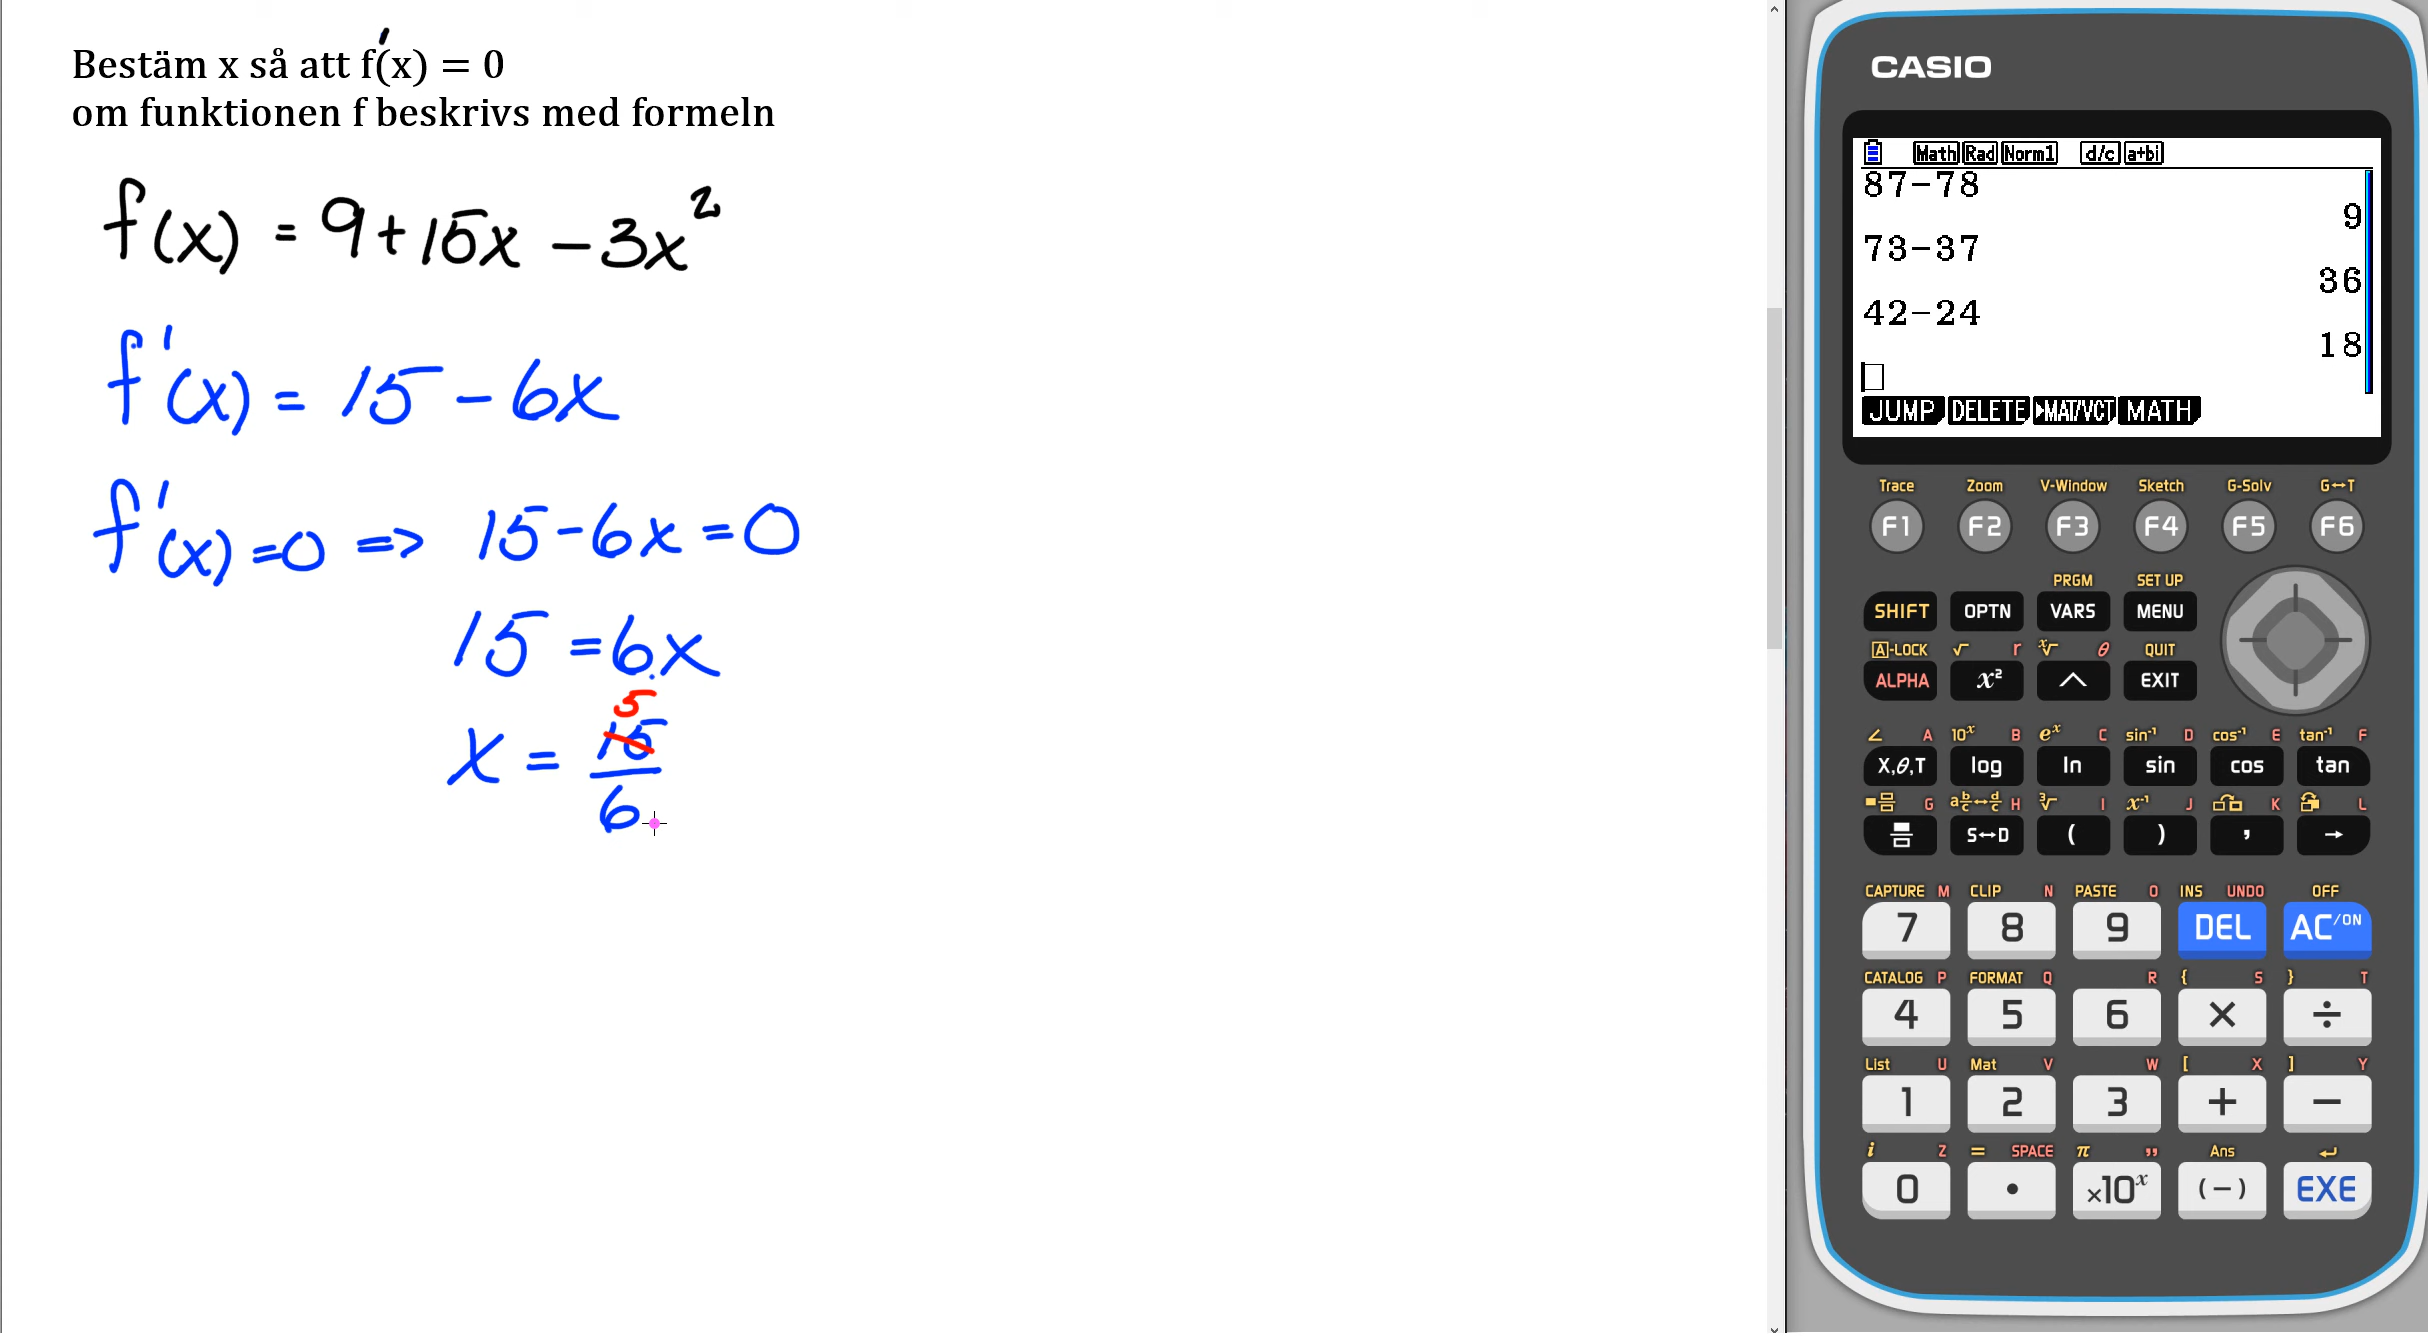 Bestäm x så att f'(x) = 0
om funktionen f beskrivs med formeln
f(x) = 9+15x −3x²
f'(x) = 15 − 6x
f'(x) =0 => 15−6x =0
15 =6x
5
x = 15/6
CASIO
Math Rad Norm1 d/c a+bi
87−78
9
73−37
36
42−24
18
JUMP DELETE ▶MAT/VCT MATH
Trace Zoom V-Window Sketch G-Solv G↔T
F1 F2 F3 F4 F5 F6
PRGM SET UP
SHIFT OPTN VARS MENU
A-LOCK √ r ˣ√ θ QUIT
ALPHA x² ^ EXIT
∠ A 10ˣ B eˣ C sin⁻¹ D cos⁻¹ E tan⁻¹ F
X,θ,T log ln sin cos tan
G a b/c↔d/c H ³√ I x⁻¹ J K L
S↔D ( ) , →
CAPTURE M CLIP N PASTE O INS UNDO OFF
7 8 9 DEL AC/ON
CATALOG P FORMAT Q R { S } T
4 5 6 × ÷
List U Mat V W [ X ] Y
1 2 3 + −
i Z = SPACE π " Ans ↵
0 • ×10ˣ (−) EXE